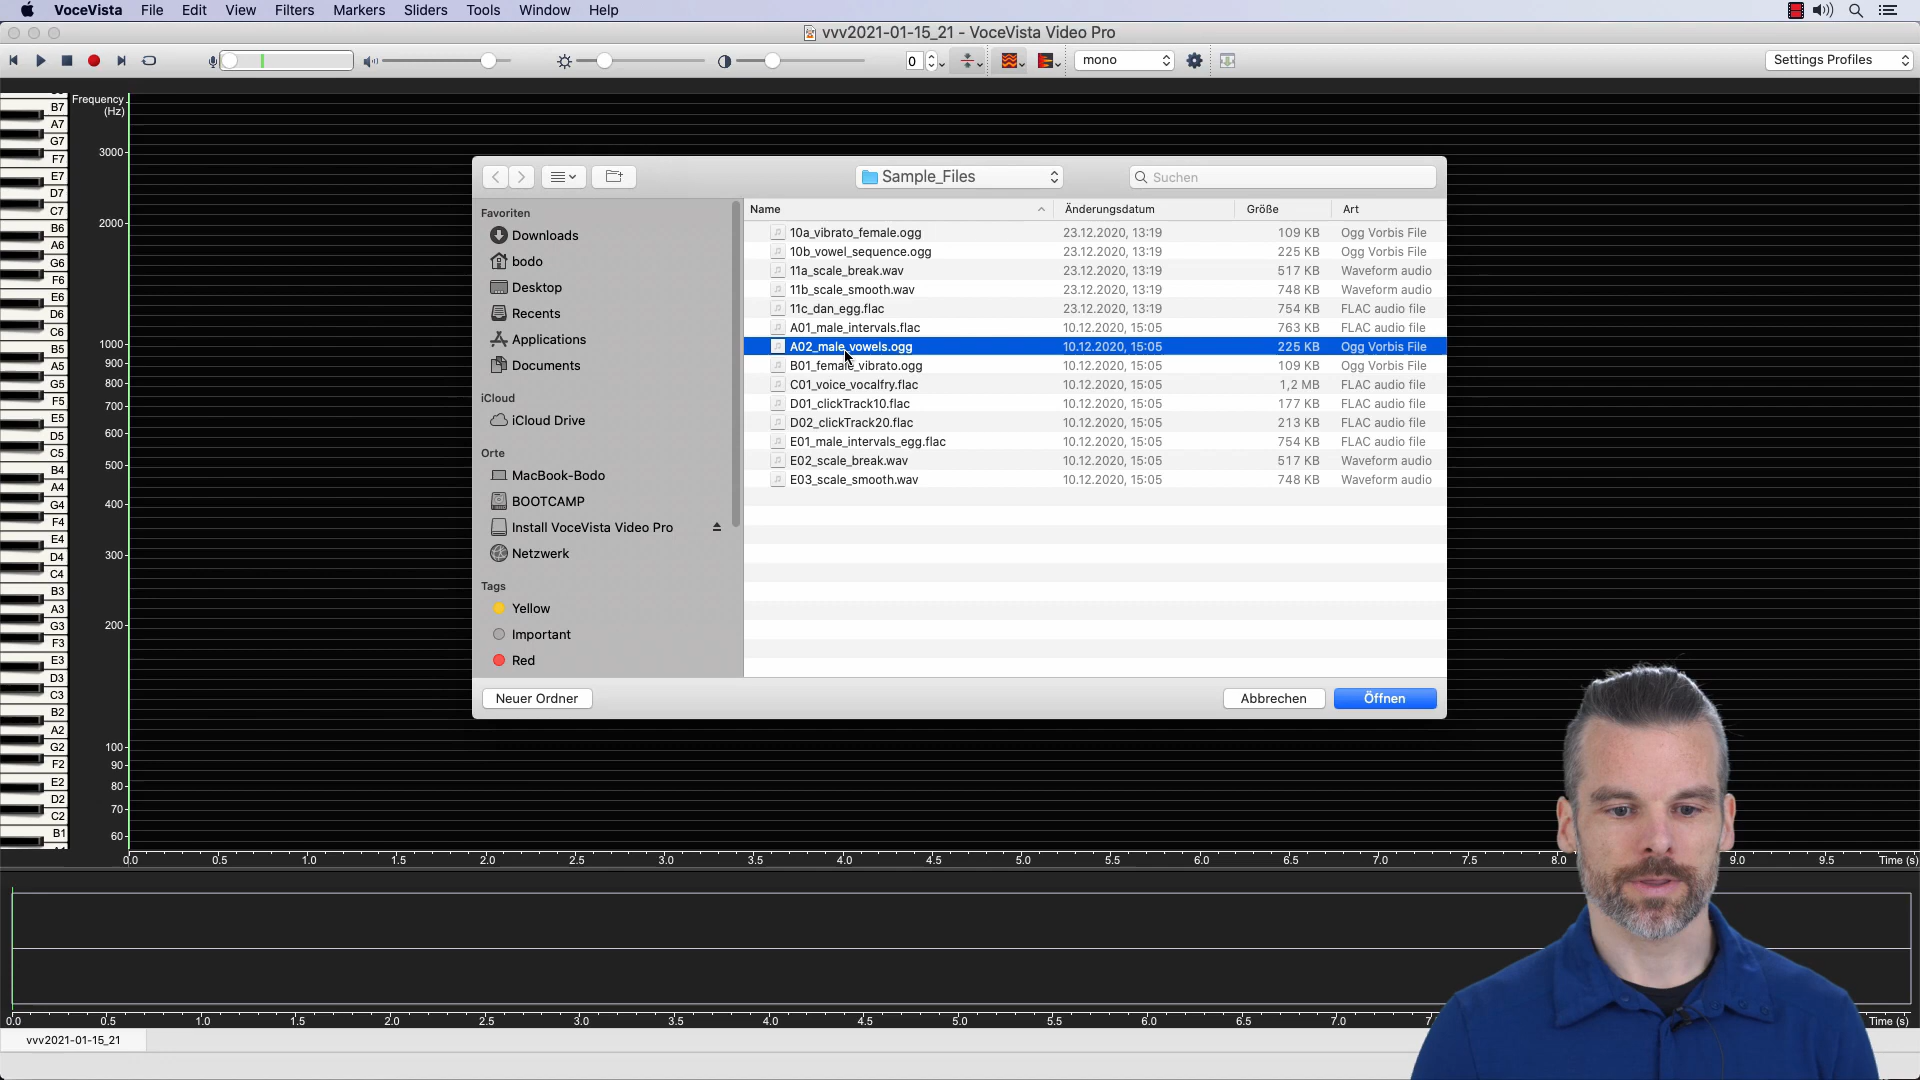 VoceVista File Edit View Filters Markers Sliders Tools Window Help
vvv2021-01-15_21 - VoceVista Video Pro
0 mono Settings Profiles
Frequency
(Hz)
3000
2000
1000
900
800
700
600
500
400
300
200
100
90
80
70
60
B7
A7
G7
F7
E7
D7
C7
B6
A6
G6
F6
E6
D6
C6
B5
A5
G5
F5
E5
D5
C5
B4
A4
G4
F4
E4
D4
C4
B3
A3
G3
F3
E3
D3
C3
B2
A2
G2
F2
E2
D2
C2
B1
Sample_Files Suchen
Favoriten
Downloads
bodo
Desktop
Recents
Applications
Documents
iCloud
iCloud Drive
Orte
MacBook-Bodo
BOOTCAMP
Install VoceVista Video Pro
Netzwerk
Tags
Yellow
Important
Red
Name Änderungsdatum Größe Art
10a_vibrato_female.ogg 23.12.2020, 13:19 109 KB Ogg Vorbis File
10b_vowel_sequence.ogg 23.12.2020, 13:19 225 KB Ogg Vorbis File
11a_scale_break.wav 23.12.2020, 13:19 517 KB Waveform audio
11b_scale_smooth.wav 23.12.2020, 13:19 748 KB Waveform audio
11c_dan_egg.flac 23.12.2020, 13:19 754 KB FLAC audio file
A01_male_intervals.flac 10.12.2020, 15:05 763 KB FLAC audio file
A02_male_vowels.ogg 10.12.2020, 15:05 225 KB Ogg Vorbis File
B01_female_vibrato.ogg 10.12.2020, 15:05 109 KB Ogg Vorbis File
C01_voice_vocalfry.flac 10.12.2020, 15:05 1,2 MB FLAC audio file
D01_clickTrack10.flac 10.12.2020, 15:05 177 KB FLAC audio file
D02_clickTrack20.flac 10.12.2020, 15:05 213 KB FLAC audio file
E01_male_intervals_egg.flac 10.12.2020, 15:05 754 KB FLAC audio file
E02_scale_break.wav 10.12.2020, 15:05 517 KB Waveform audio
E03_scale_smooth.wav 10.12.2020, 15:05 748 KB Waveform audio
Neuer Ordner Abbrechen Öffnen
0.0 0.5 1.0 1.5 2.0 2.5 3.0 3.5 4.0 4.5 5.0 5.5 6.0 6.5 7.0 7.5 8.0 9.0 9.5 Time (s)
0.0 0.5 1.0 1.5 2.0 2.5 3.0 3.5 4.0 4.5 5.0 5.5 6.0 6.5 7.0 Time (s)
vvv2021-01-15_21